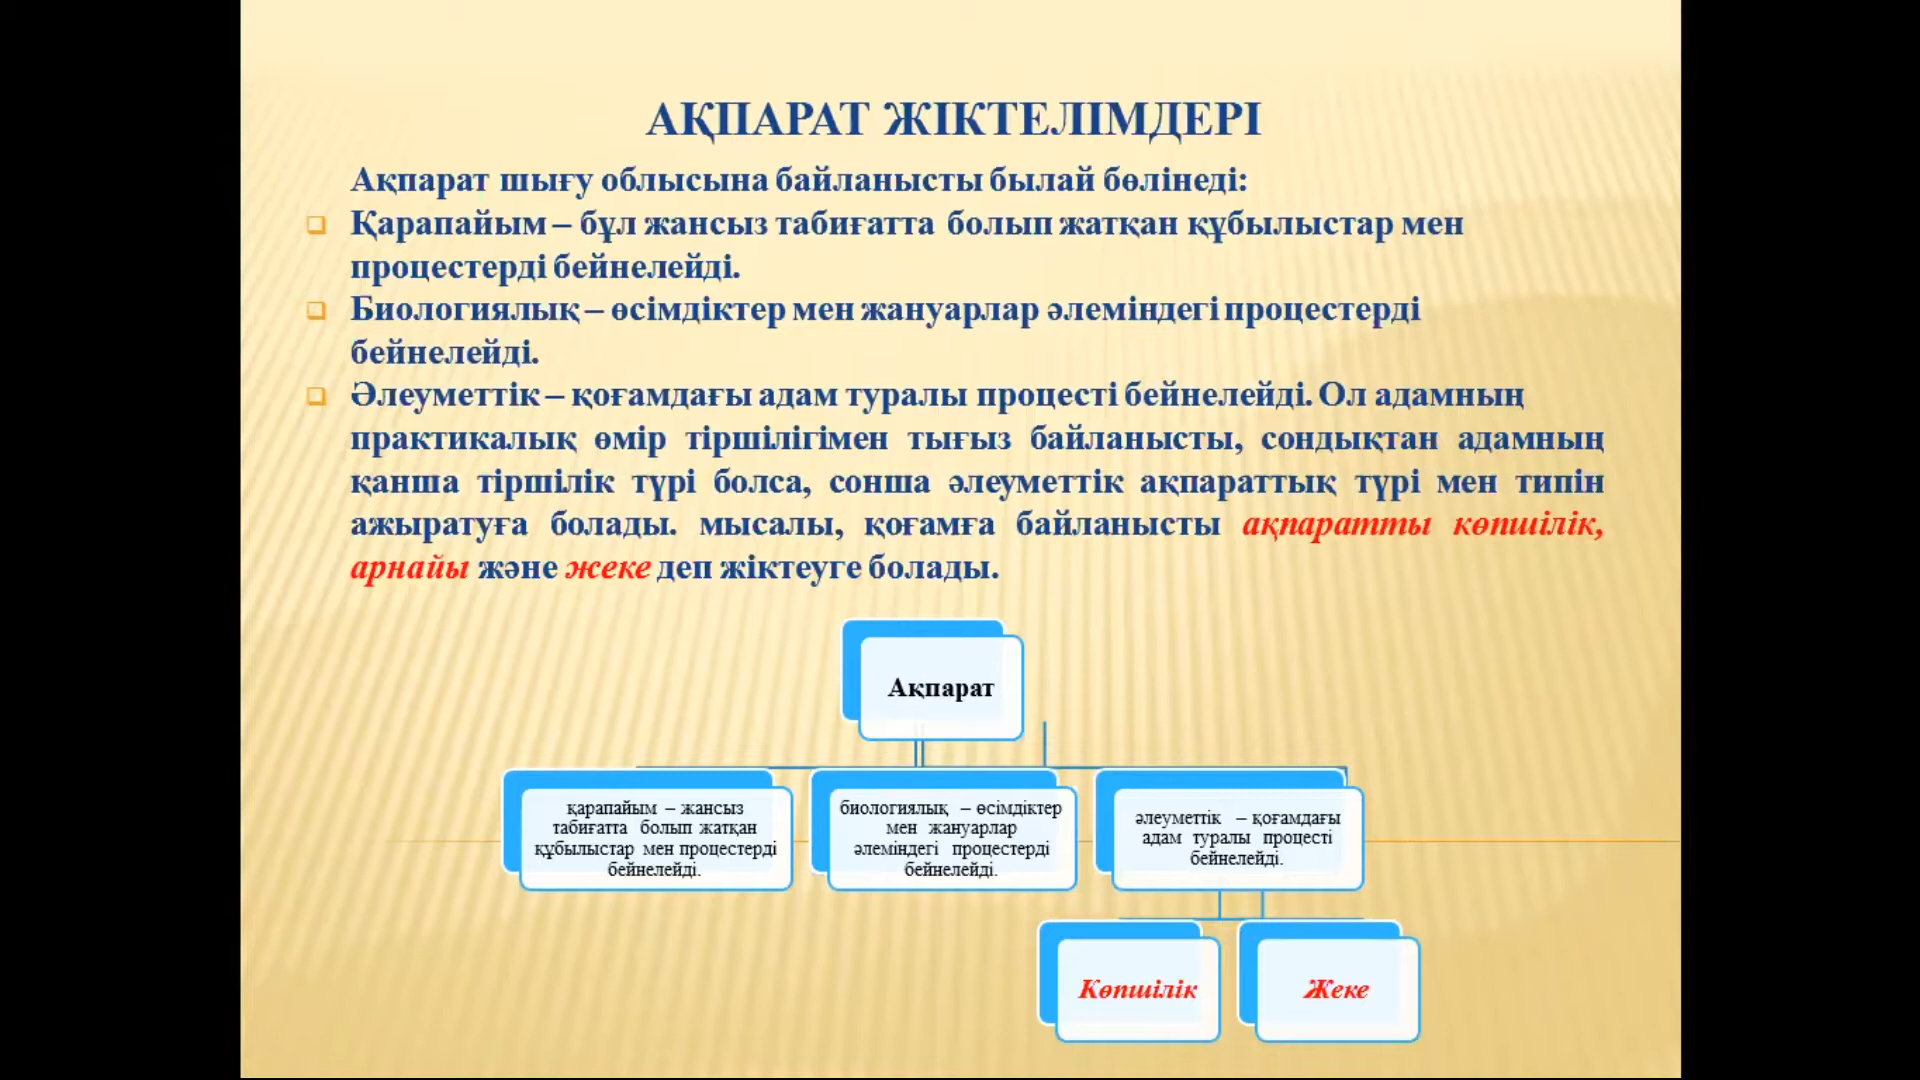 АҚПАРАТ ЖІКТЕЛІМДЕРІ
Ақпарат шығу облысына байланысты былай бөлінеді:
Қарапайым – бұл жансыз табиғатта болып жатқан құбылыстар мен
процестерді бейнелейді.
Биологиялық – өсімдіктер мен жануарлар әлеміндегі процестерді
бейнелейді.
Әлеуметтік – қоғамдағы адам туралы процесті бейнелейді. Ол адамның
практикалық өмір тіршілігімен тығыз байланысты, сондықтан адамның
қанша тіршілік түрі болса, сонша әлеуметтік ақпараттық түрі мен типін
ажыратуға болады. мысалы, қоғамға байланысты ақпаратты көпшілік,
арнайы және жеке деп жіктеуге болады.
Ақпарат
қарапайым – жансыз
табиғатта болып жатқан
құбылыстар мен процестерді
бейнелейді.
биологиялық – өсімдіктер
мен жануарлар
әлеміндегі процестерді
бейнелейді.
әлеуметтік – қоғамдағы
адам туралы процесті
бейнелейді.
Көпшілік
Жеке